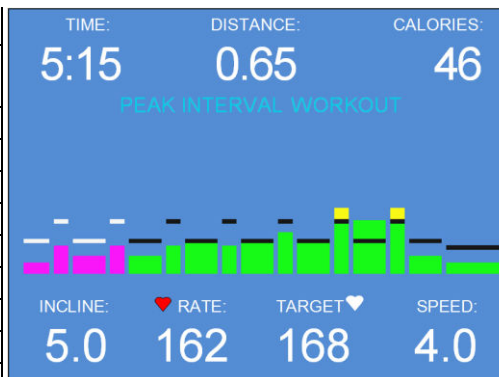 TIME: DISTANCE: CALORIES:
5:15 0.65 46
PEAK INTERVAL WORKOUT
INCLINE: RATE: TARGET SPEED:
5.0 162 168 4.0